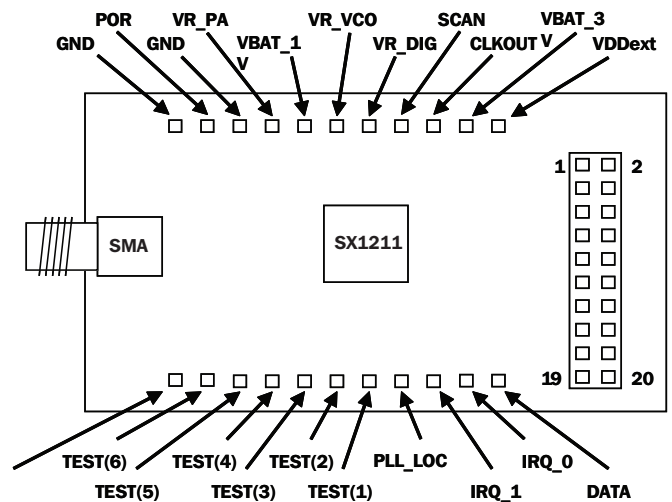 POR VR_PA VR_VCO SCAN VBAT_3
GND GND VBAT_1 VR_DIG CLKOUT V VDDext
V
1 2
SMA
SX1211
19 20
TEST(6) TEST(4) TEST(2) PLL_LOC IRQ_0
TEST(5) TEST(3) TEST(1) IRQ_1 DATA